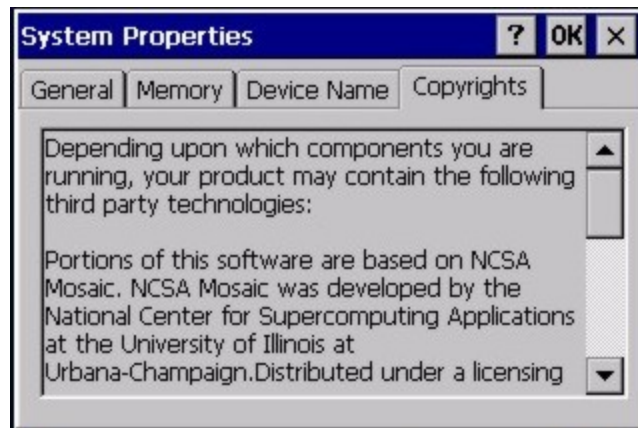 System Properties ? OK ×
General Memory Device Name Copyrights
Depending upon which components you are
running, your product may contain the following
third party technologies:
Portions of this software are based on NCSA
Mosaic. NCSA Mosaic was developed by the
National Center for Supercomputing Applications
at the University of Illinois at
Urbana-Champaign.Distributed under a licensing